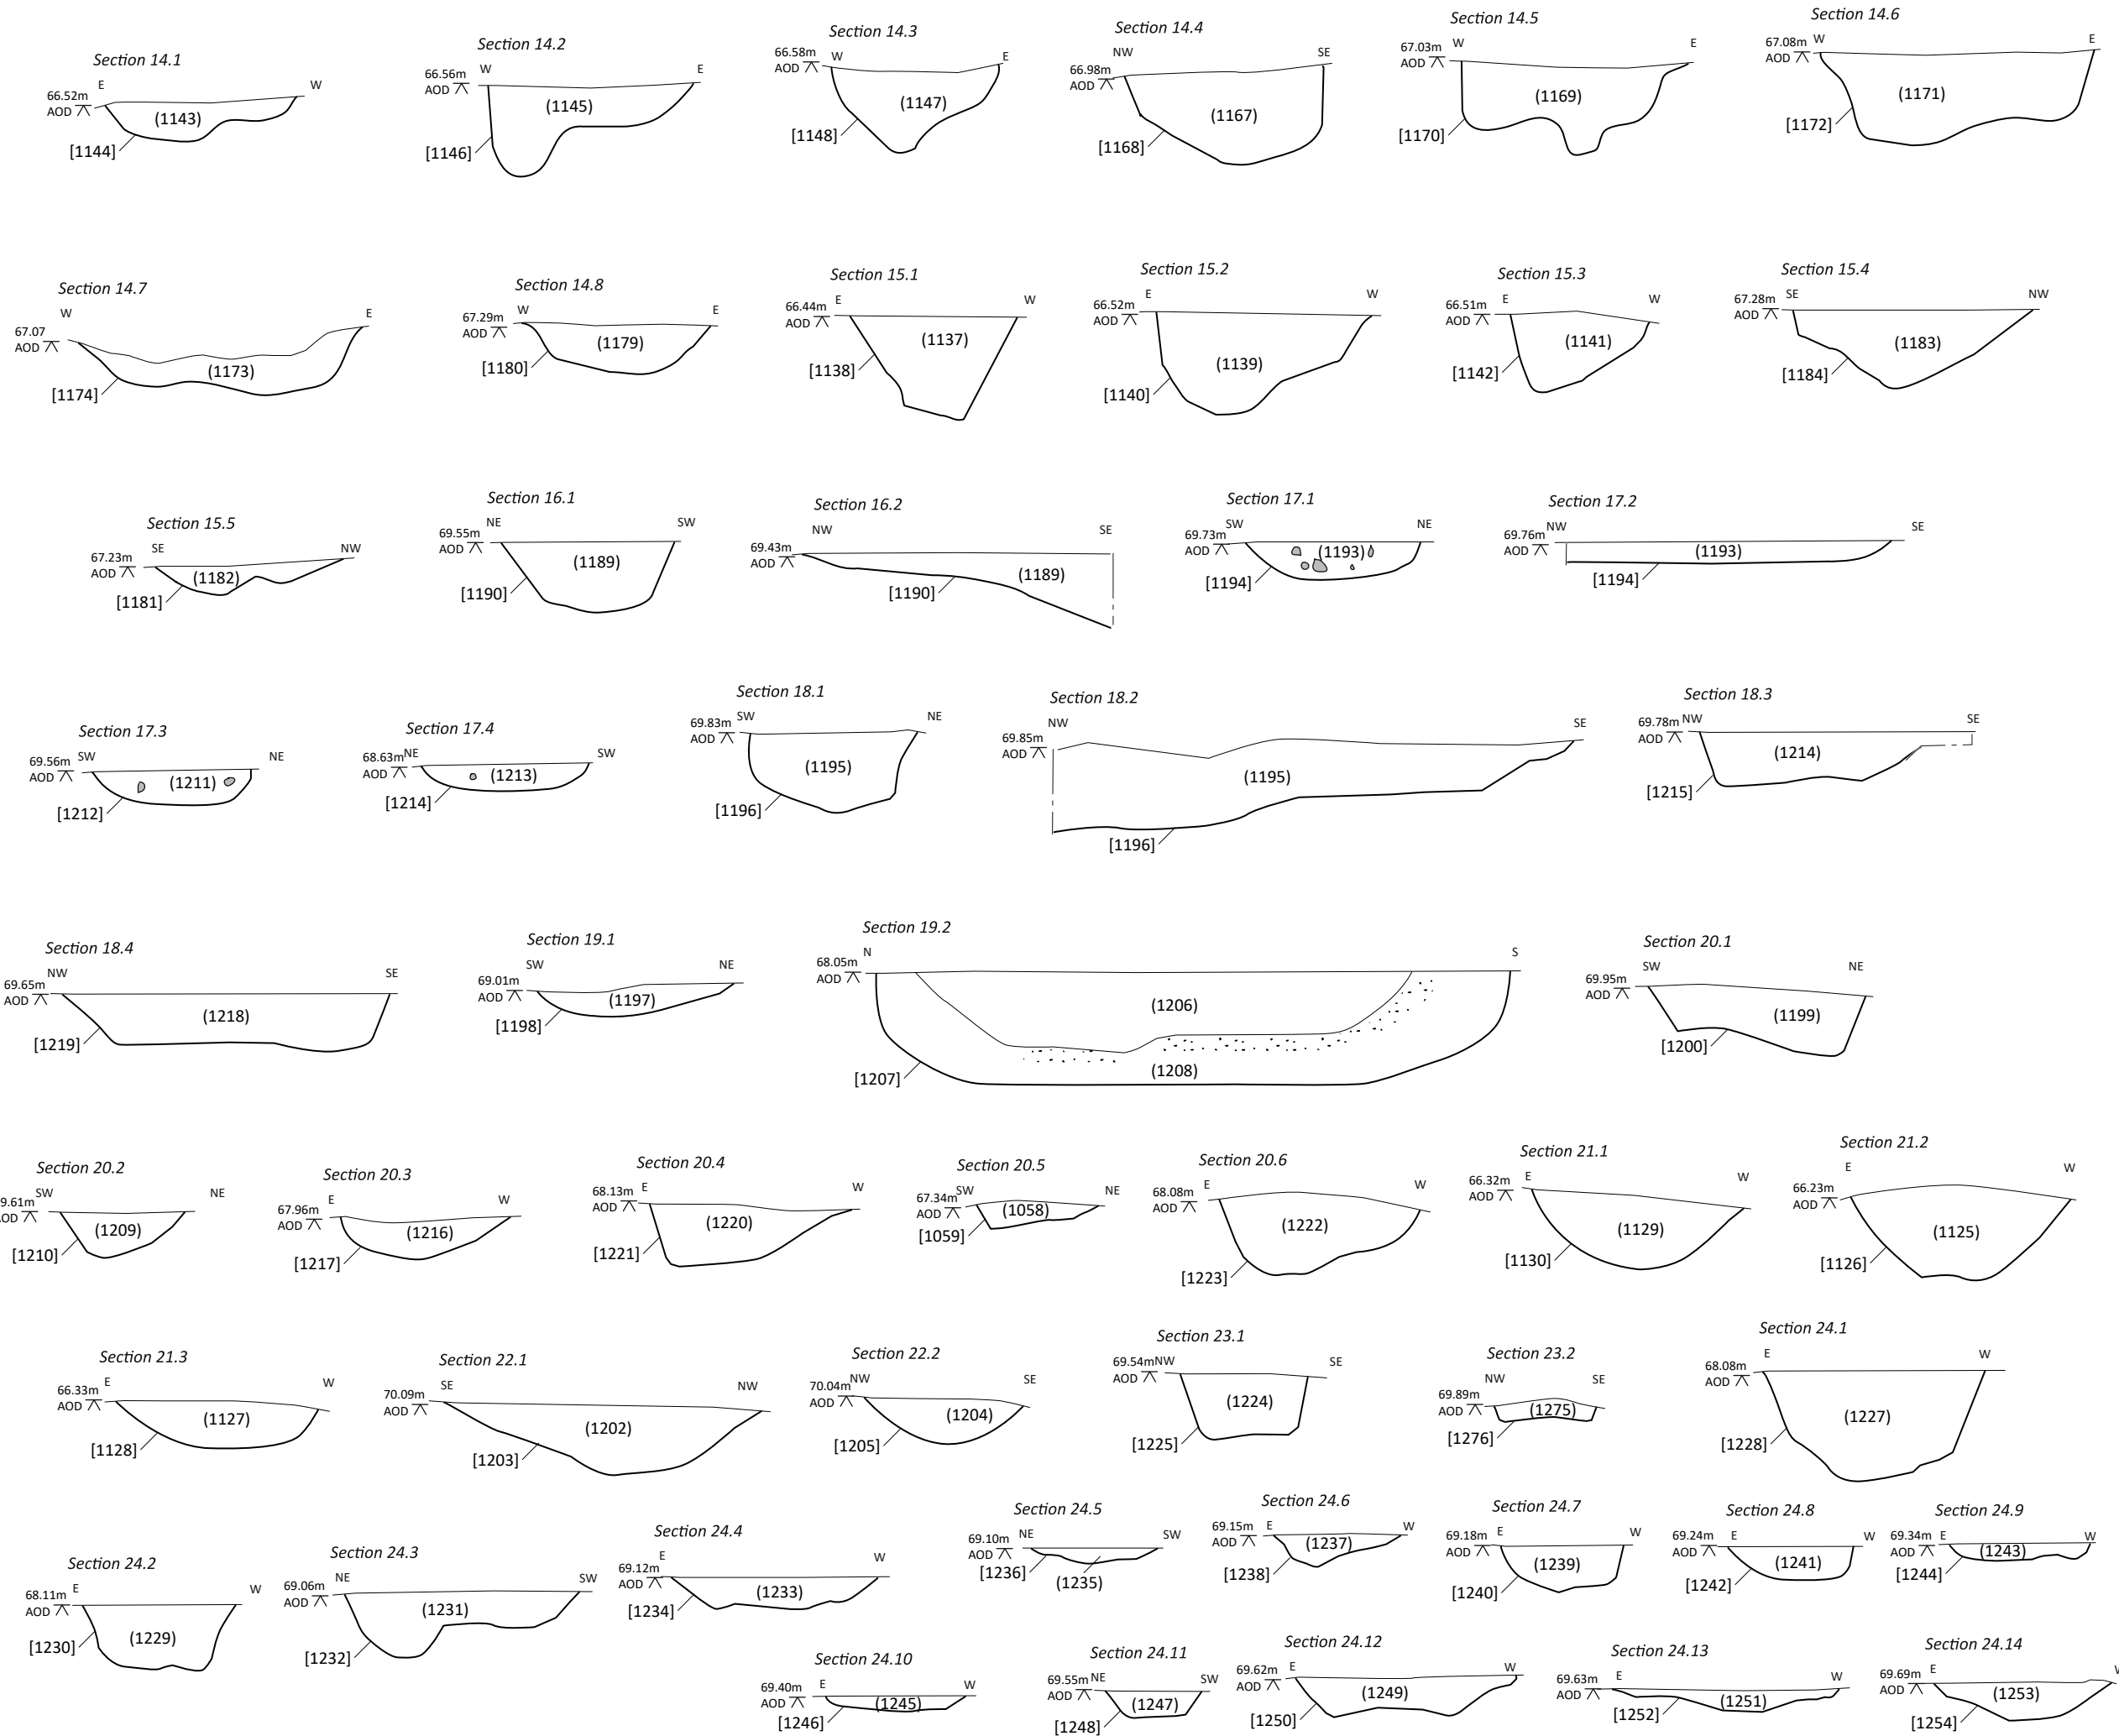 Section 14.1
E W
66.52m
AOD
(1143)
[1144]
Section 14.2
W E
66.56m
AOD
(1145)
[1146]
Section 14.3
W E
66.58m
AOD
(1147)
[1148]
Section 14.4
NW SE
66.98m
AOD
(1167)
[1168]
Section 14.5
W E
67.03m
AOD
(1169)
[1170]
Section 14.6
W E
67.08m
AOD
(1171)
[1172]
Section 14.7
W E
67.07
AOD
(1173)
[1174]
Section 14.8
W E
67.29m
AOD
(1179)
[1180]
Section 15.1
E W
66.44m
AOD
(1137)
[1138]
Section 15.2
E W
66.52m
AOD
(1139)
[1140]
Section 15.3
E W
66.51m
AOD
(1141)
[1142]
Section 15.4
SE NW
67.28m
AOD
(1183)
[1184]
Section 15.5
SE NW
67.23m
AOD
(1182)
[1181]
Section 16.1
NE SW
69.55m
AOD
(1189)
[1190]
Section 16.2
NW SE
69.43m
AOD
(1189)
[1190]
Section 17.1
SW NE
69.73m
AOD
(1193)
[1194]
Section 17.2
NW SE
69.76m
AOD
(1193)
[1194]
Section 17.3
SW NE
69.56m
AOD
(1211)
[1212]
Section 17.4
NE SW
68.63m
AOD
(1213)
[1214]
Section 18.1
SW NE
69.83m
AOD
(1195)
[1196]
Section 18.2
NW SE
69.85m
AOD
(1195)
[1196]
Section 18.3
NW SE
69.78m
AOD
(1214)
[1215]
Section 18.4
NW SE
69.65m
AOD
(1218)
[1219]
Section 19.1
SW NE
69.01m
AOD
(1197)
[1198]
Section 19.2
N S
68.05m
AOD
(1206)
(1208)
[1207]
Section 20.1
SW NE
69.95m
AOD
(1199)
[1200]
Section 20.2
SW NE
9.61m
OD
(1209)
[1210]
Section 20.3
E W
67.96m
AOD
(1216)
[1217]
Section 20.4
E W
68.13m
AOD
(1220)
[1221]
Section 20.5
SW NE
67.34m
AOD
(1058)
[1059]
Section 20.6
E W
68.08m
AOD
(1222)
[1223]
Section 21.1
E W
66.32m
AOD
(1129)
[1130]
Section 21.2
E W
66.23m
AOD
(1125)
[1126]
Section 21.3
E W
66.33m
AOD
(1127)
[1128]
Section 22.1
SE NW
70.09m
AOD
(1202)
[1203]
Section 22.2
NW SE
70.04m
AOD
(1204)
[1205]
Section 23.1
NW SE
69.54m
AOD
(1224)
[1225]
Section 23.2
NW SE
69.89m
AOD
(1275)
[1276]
Section 24.1
E W
68.08m
AOD
(1227)
[1228]
Section 24.2
E W
68.11m
AOD
(1229)
[1230]
Section 24.3
NE SW
69.06m
AOD
(1231)
[1232]
Section 24.4
E W
69.12m
AOD
(1233)
[1234]
Section 24.5
NE SW
69.10m
AOD
[1236]
(1235)
Section 24.6
E W
69.15m
AOD
(1237)
[1238]
Section 24.7
E W
69.18m
AOD
(1239)
[1240]
Section 24.8
E W
69.24m
AOD
(1241)
[1242]
Section 24.9
E W
69.34m
AOD
(1243)
[1244]
Section 24.10
E W
69.40m
AOD
(1245)
[1246]
Section 24.11
NE SW
69.55m
AOD
(1247)
[1248]
Section 24.12
E W
69.62m
AOD
(1249)
[1250]
Section 24.13
E W
69.63m
AOD
(1251)
[1252]
Section 24.14
E
69.69m
AOD
(1253)
[1254]